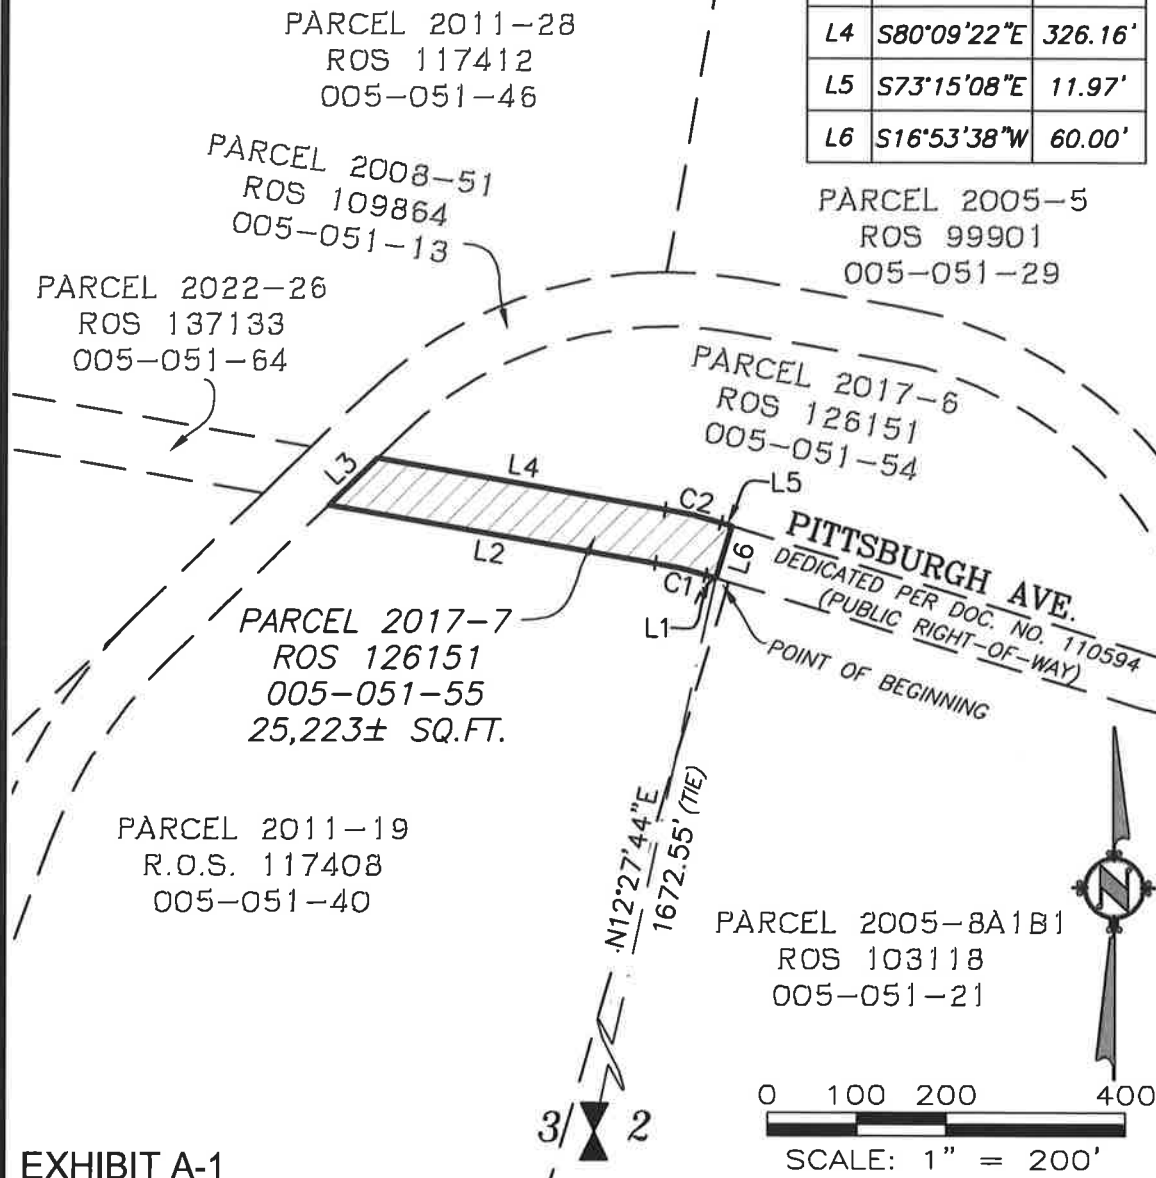 PARCEL 2011-28
ROS 117412
005-051-46
L4 S80°09'22"E 326.16'
L5 S73°15'08"E 11.97'
L6 S16°53'38"W 60.00'
PARCEL 2008-51
ROS 109864
005-051-13
PARCEL 2005-5
ROS 99901
005-051-29
PARCEL 2022-26
ROS 137133
005-051-64
PARCEL 2017-6
ROS 126151
005-051-54
L3
L4
C2
L5
L2
C1
L6
L1
PITTSBURGH AVE.
DEDICATED PER DOC. NO. 110594
(PUBLIC RIGHT-OF-WAY)
POINT OF BEGINNING
PARCEL 2017-7
ROS 126151
005-051-55
25,223± SQ.FT.
N12°27'44"E
1672.55' (TIE)
PARCEL 2011-19
R.O.S. 117408
005-051-40
PARCEL 2005-8A1B1
ROS 103118
005-051-21
N
3 2
0 100 200 400
SCALE: 1" = 200'
EXHIBIT A-1